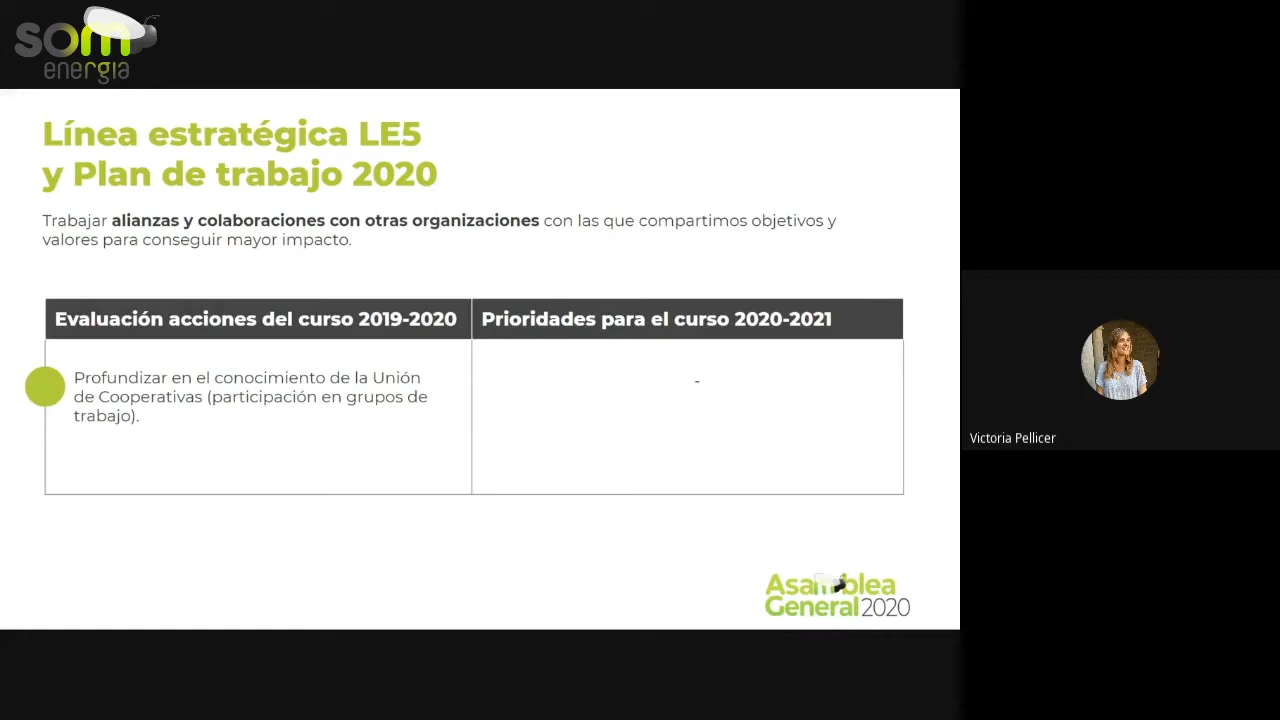 som
energia
Línea estratégica LE5
y Plan de trabajo 2020
Trabajar alianzas y colaboraciones con otras organizaciones con las que compartimos objetivos y
valores para conseguir mayor impacto.
Evaluación acciones del curso 2019-2020
Prioridades para el curso 2020-2021
Profundizar en el conocimiento de la Unión
de Cooperativas (participación en grupos de
trabajo).
-
Victoria Pellicer
Asamblea
General 2020